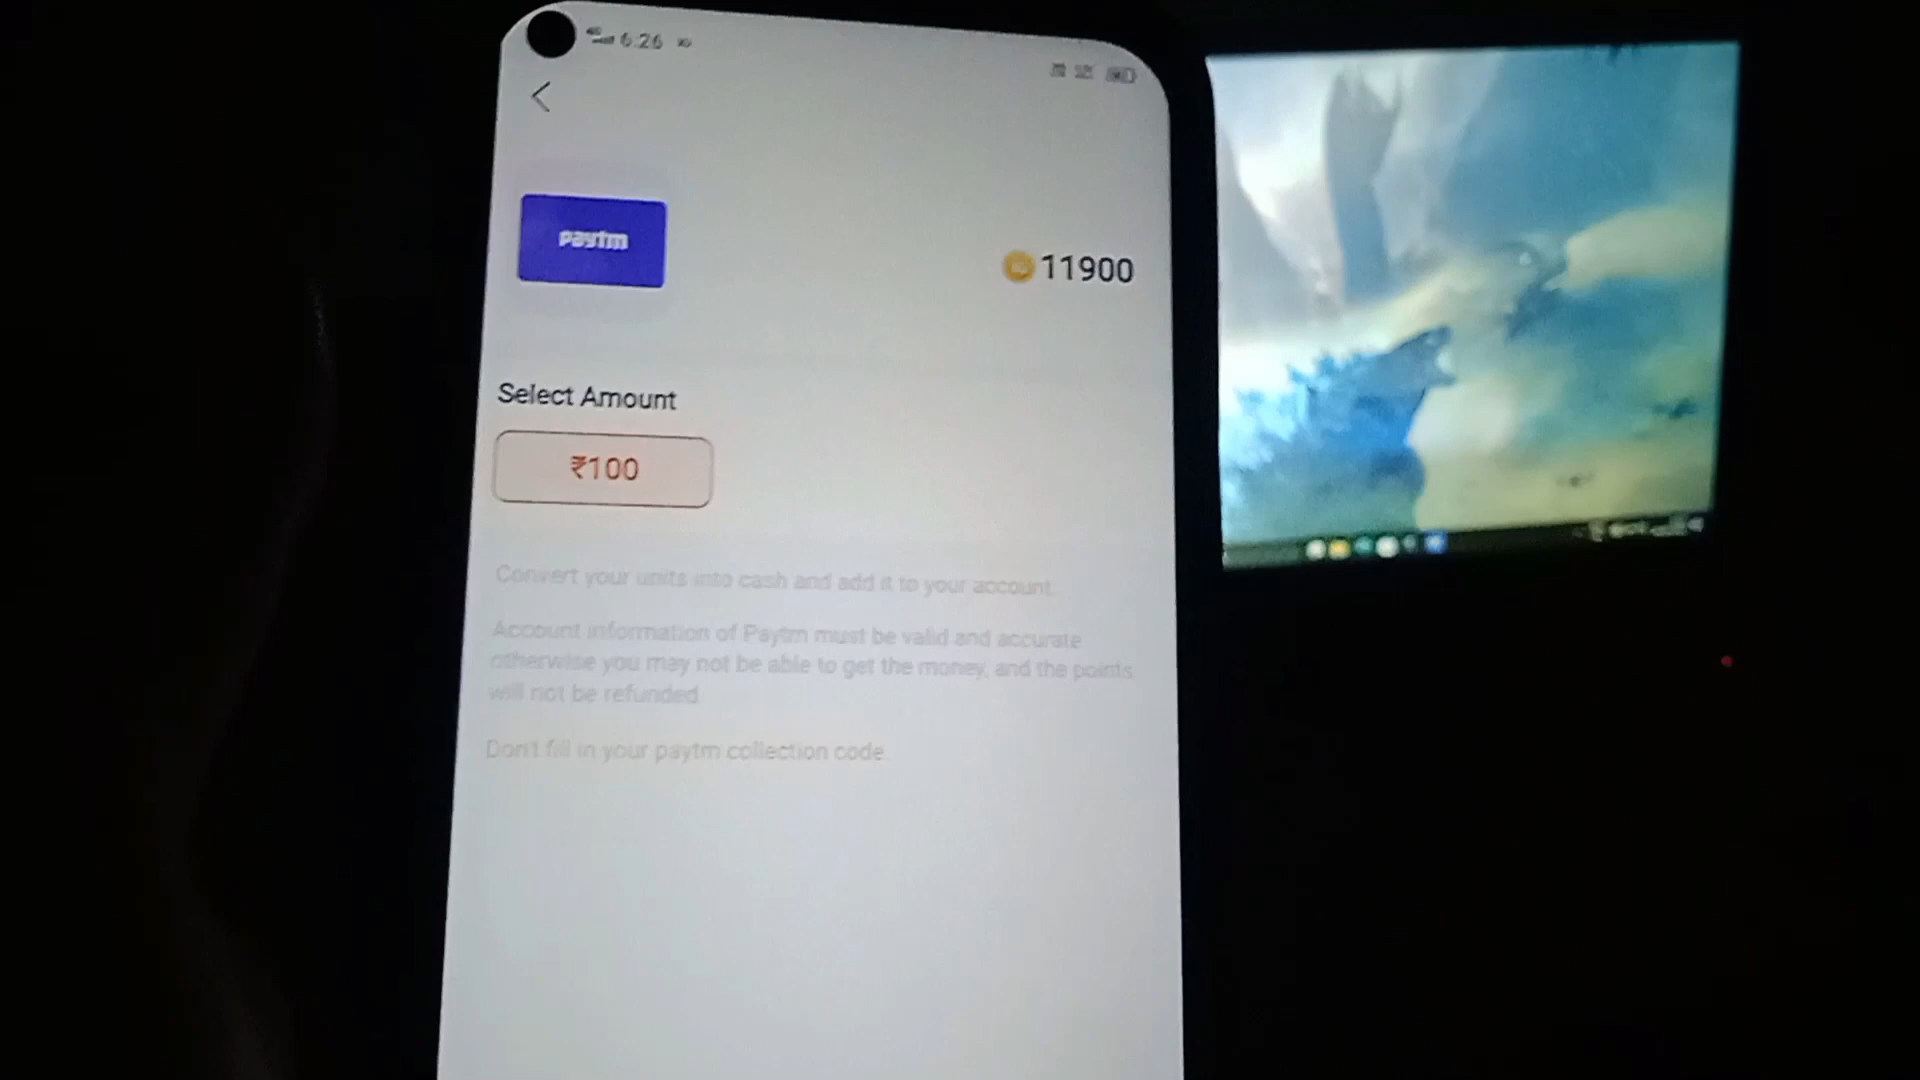 6:26
paytm
11900
Select Amount
₹100
Convert your units into cash and add it to your account.
Account information of Paytm must be valid and accurate
otherwise you may not be able to get the money, and the points
will not be refunded
Don't fill in your paytm collection code